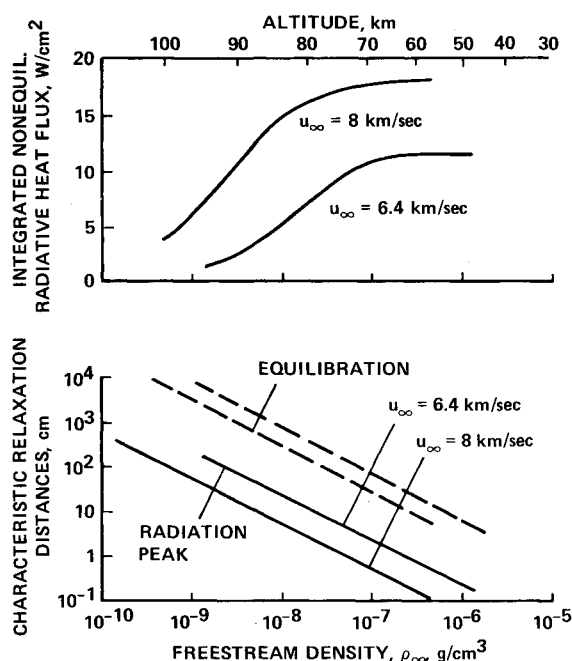 ALTITUDE, km
100 90 80 70 60 50 40 30
INTEGRATED NONEQUIL.
RADIATIVE HEAT FLUX, W/cm²
20
15
10
5
0
u∞ = 8 km/sec
u∞ = 6.4 km/sec
CHARACTERISTIC RELAXATION
DISTANCES, cm
10⁴
10³
10²
10
1
10⁻¹
EQUILIBRATION
u∞ = 6.4 km/sec
u∞ = 8 km/sec
RADIATION
PEAK
10⁻¹⁰ 10⁻⁹ 10⁻⁸ 10⁻⁷ 10⁻⁶ 10⁻⁵
FREESTREAM DENSITY, ρ∞, g/cm³